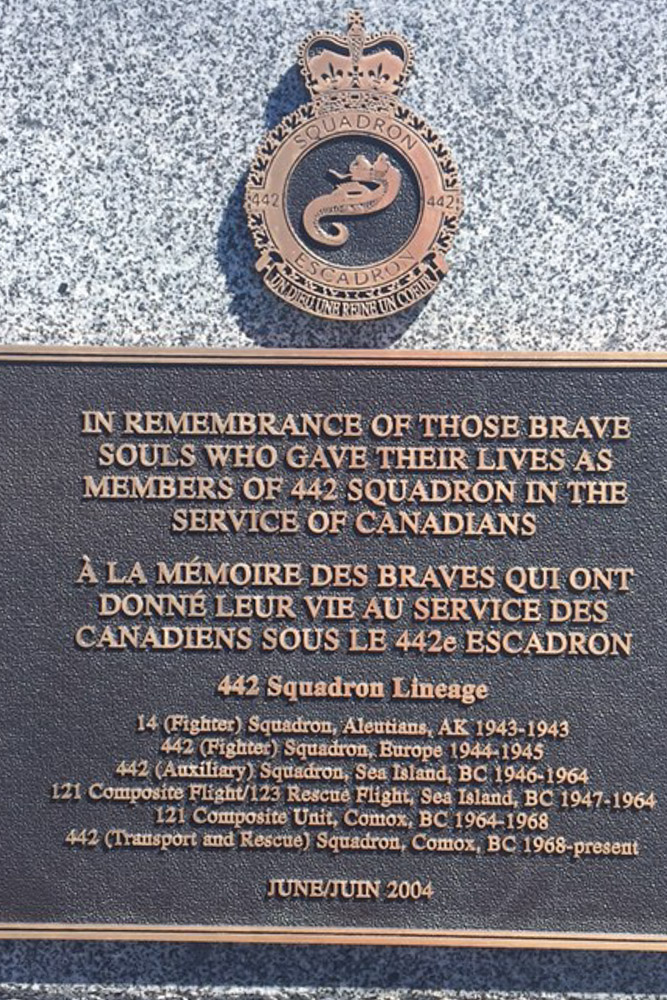 SQUADRON
442 442
ESCADRON
UN DIEU UNE REINE UN COEUR
IN REMEMBRANCE OF THOSE BRAVE
SOULS WHO GAVE THEIR LIVES AS
MEMBERS OF 442 SQUADRON IN THE
SERVICE OF CANADIANS
À LA MÉMOIRE DES BRAVES QUI ONT
DONNÉ LEUR VIE AU SERVICE DES
CANADIENS SOUS LE 442e ESCADRON
442 Squadron Lineage
14 (Fighter) Squadron, Aleutians, AK 1943-1943
442 (Fighter) Squadron, Europe 1944-1945
442 (Auxiliary) Squadron, Sea Island, BC 1946-1964
121 Composite Flight/123 Rescue Flight, Sea Island, BC 1947-1964
121 Composite Unit, Comox, BC 1964-1968
442 (Transport and Rescue) Squadron, Comox, BC 1968-present
JUNE/JUIN 2004